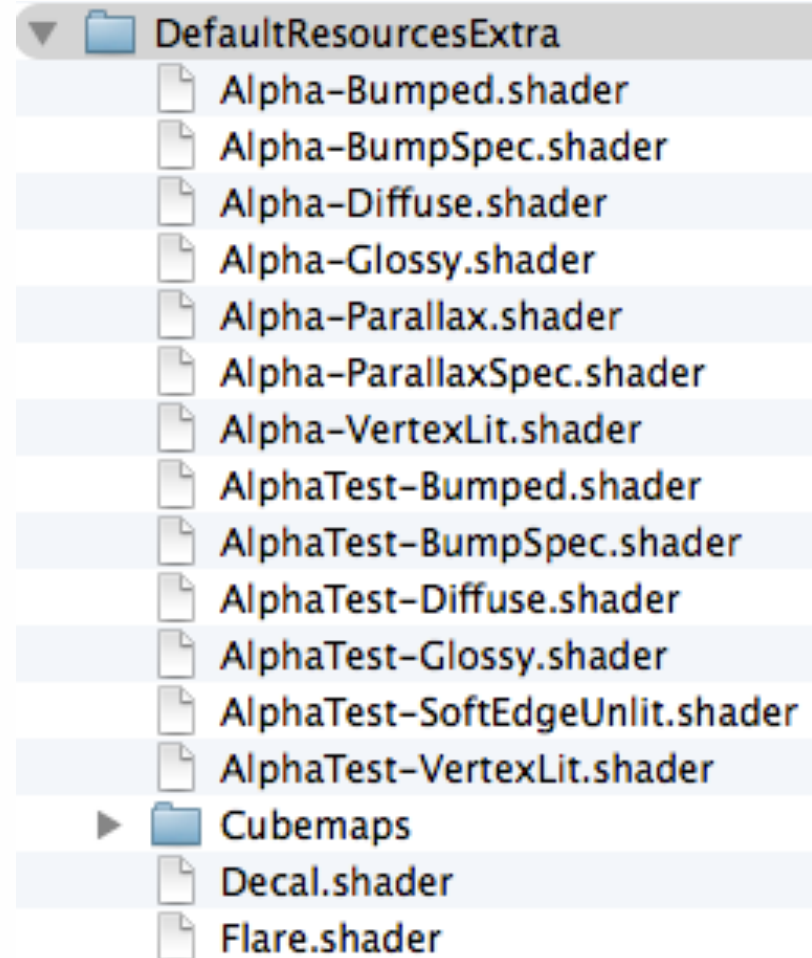 DefaultResourcesExtra
Alpha-Bumped.shader
Alpha-BumpSpec.shader
Alpha-Diffuse.shader
Alpha-Glossy.shader
Alpha-Parallax.shader
Alpha-ParallaxSpec.shader
Alpha-VertexLit.shader
AlphaTest-Bumped.shader
AlphaTest-BumpSpec.shader
AlphaTest-Diffuse.shader
AlphaTest-Glossy.shader
AlphaTest-SoftEdgeUnlit.shader
AlphaTest-VertexLit.shader
Cubemaps
Decal.shader
Flare.shader